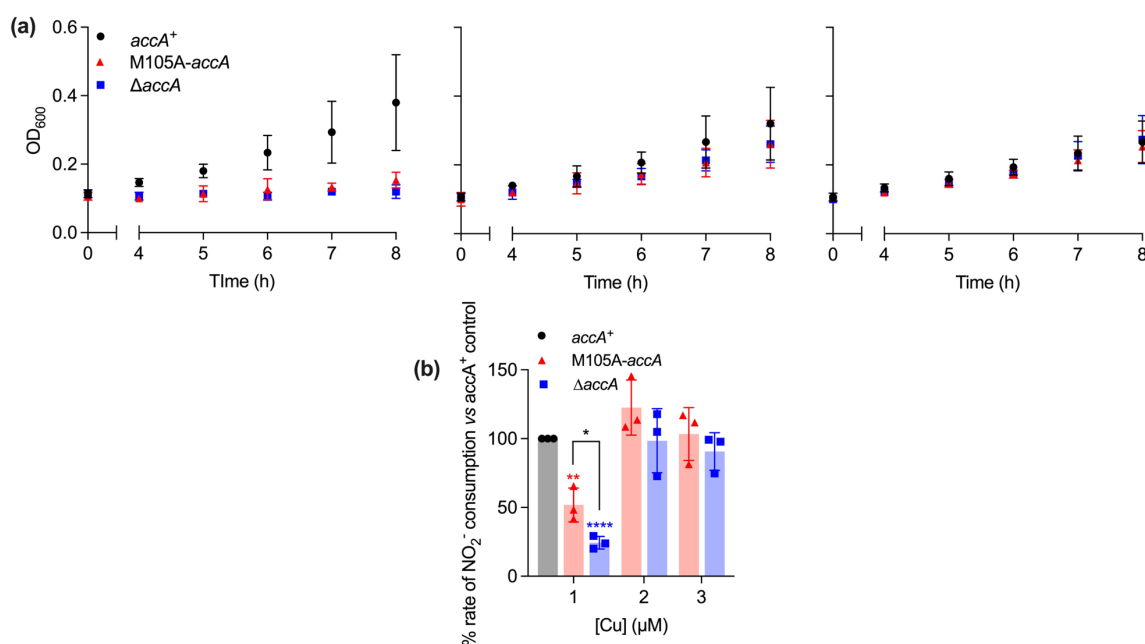 (a)
0.6
0.4
0.2
0.0
OD600
accA+
M105A-accA
ΔaccA
0 4 5 6 7 8
TIme (h)
0 4 5 6 7 8
Time (h)
0 4 5 6 7 8
Time (h)
(b)
% rate of NO2- consumption vs accA+ control
accA+
M105A-accA
ΔaccA
150
100
50
0
*
**
****
1 2 3
[Cu] (μM)